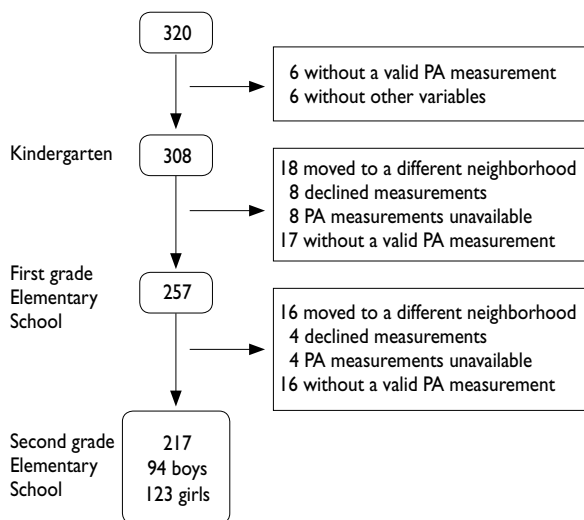 320
6 without a valid PA measurement
6 without other variables
Kindergarten
308
18 moved to a different neighborhood
8 declined measurements
8 PA measurements unavailable
17 without a valid PA measurement
First grade
Elementary
School
257
16 moved to a different neighborhood
4 declined measurements
4 PA measurements unavailable
16 without a valid PA measurement
Second grade
Elementary
School
217
94 boys
123 girls